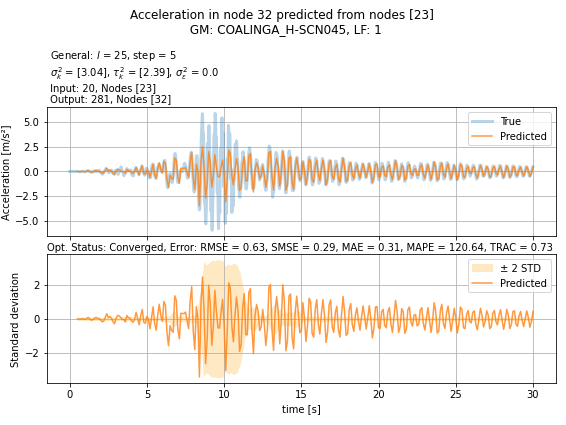 Acceleration in node 32 predicted from nodes [23]
GM: COALINGA_H-SCN045, LF: 1
General: l = 25, step = 5
σ²ₖ = [3.04], τ²ₖ = [2.39], σ²ε = 0.0
Input: 20, Nodes [23]
Output: 281, Nodes [32]
Acceleration [m/s²]
5.0
2.5
0.0
−2.5
−5.0
True
Predicted
Opt. Status: Converged, Error: RMSE = 0.63, SMSE = 0.29, MAE = 0.31, MAPE = 120.64, TRAC = 0.73
Standard deviation
2
0
−2
± 2 STD
Predicted
0
5
10
15
20
25
30
time [s]